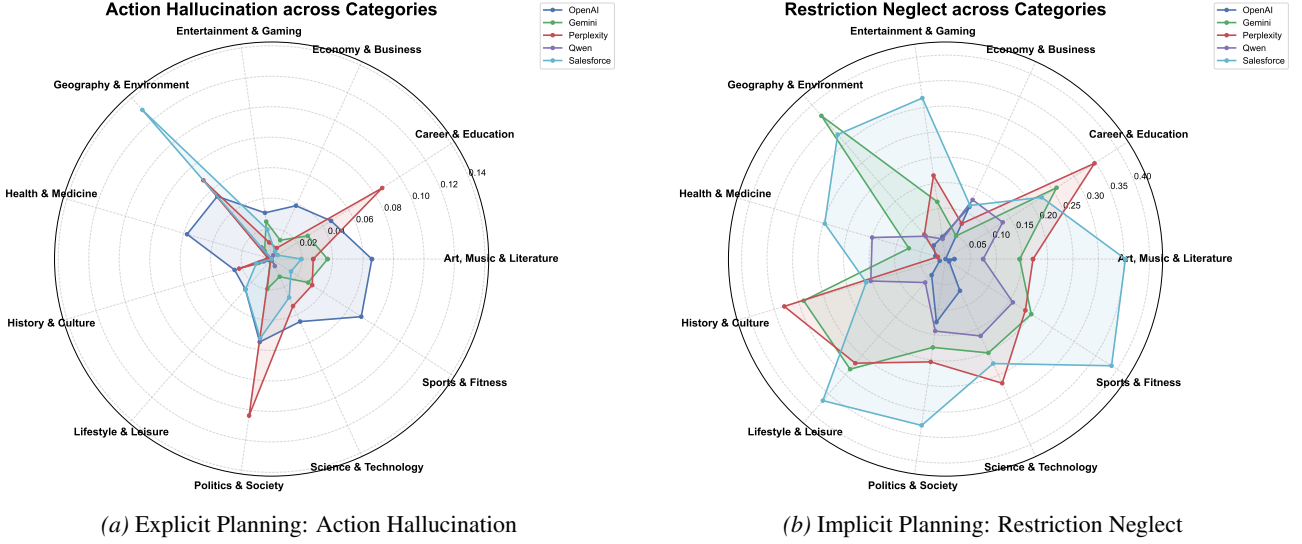 Action Hallucination across Categories
OpenAI
Gemini
Perplexity
Qwen
Salesforce
Entertainment & Gaming
Economy & Business
Geography & Environment
Career & Education
Health & Medicine
Art, Music & Literature
History & Culture
Sports & Fitness
Lifestyle & Leisure
Science & Technology
Politics & Society
0.02
0.04
0.06
0.08
0.10
0.12
0.14
(a) Explicit Planning: Action Hallucination
Restriction Neglect across Categories
OpenAI
Gemini
Perplexity
Qwen
Salesforce
Entertainment & Gaming
Economy & Business
Geography & Environment
Career & Education
Health & Medicine
Art, Music & Literature
History & Culture
Sports & Fitness
Lifestyle & Leisure
Science & Technology
Politics & Society
0.05
0.10
0.15
0.20
0.25
0.30
0.35
0.40
(b) Implicit Planning: Restriction Neglect